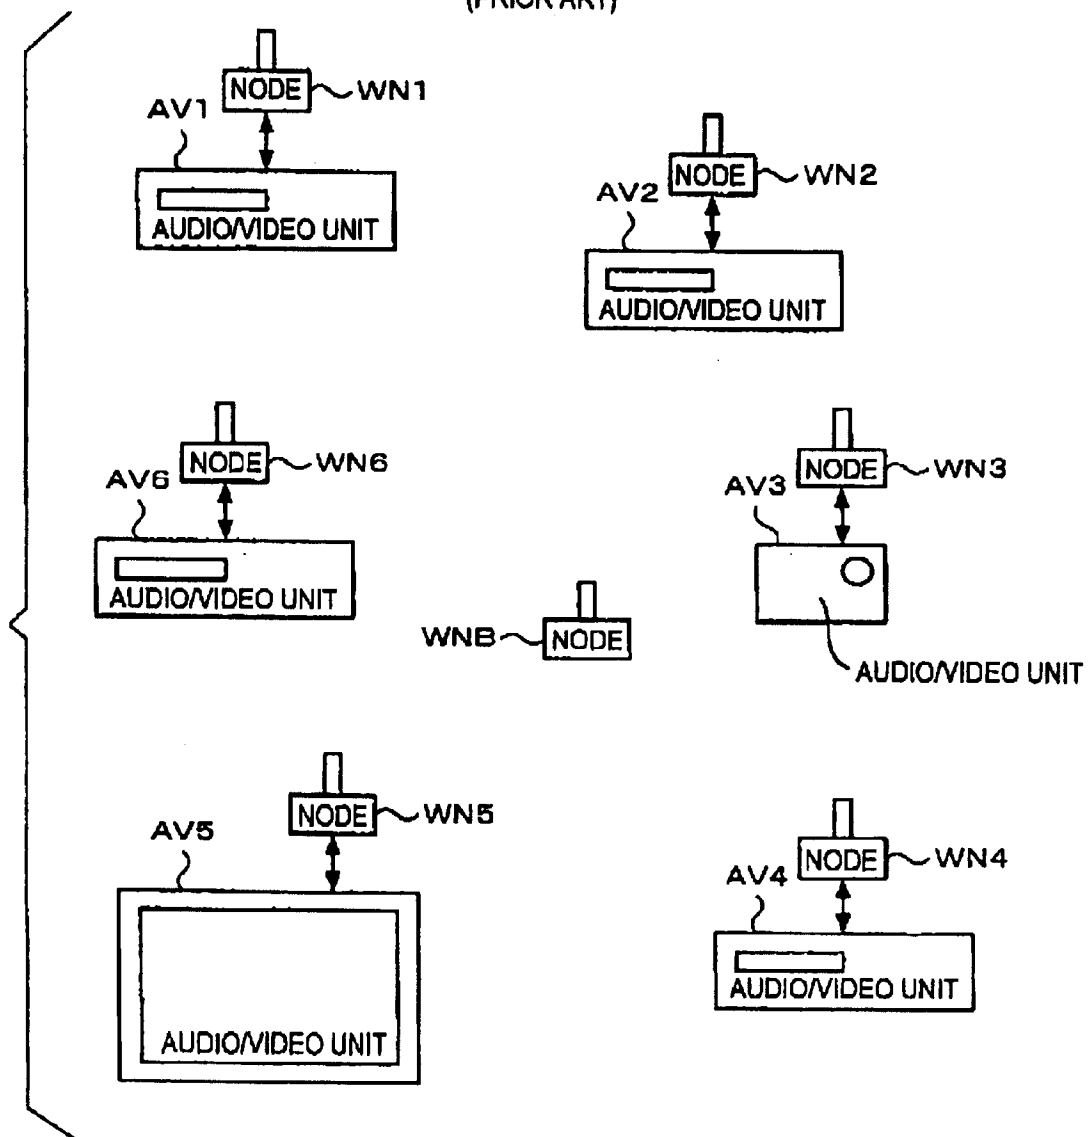 (PRIOR ART)
NODE
WN1
AV1
AUDIO/VIDEO UNIT
NODE
WN2
AV2
AUDIO/VIDEO UNIT
NODE
WN6
AV6
AUDIO/VIDEO UNIT
NODE
WN3
AV3
AUDIO/VIDEO UNIT
WNB
NODE
NODE
WN5
AV5
AUDIO/VIDEO UNIT
NODE
WN4
AV4
AUDIO/VIDEO UNIT